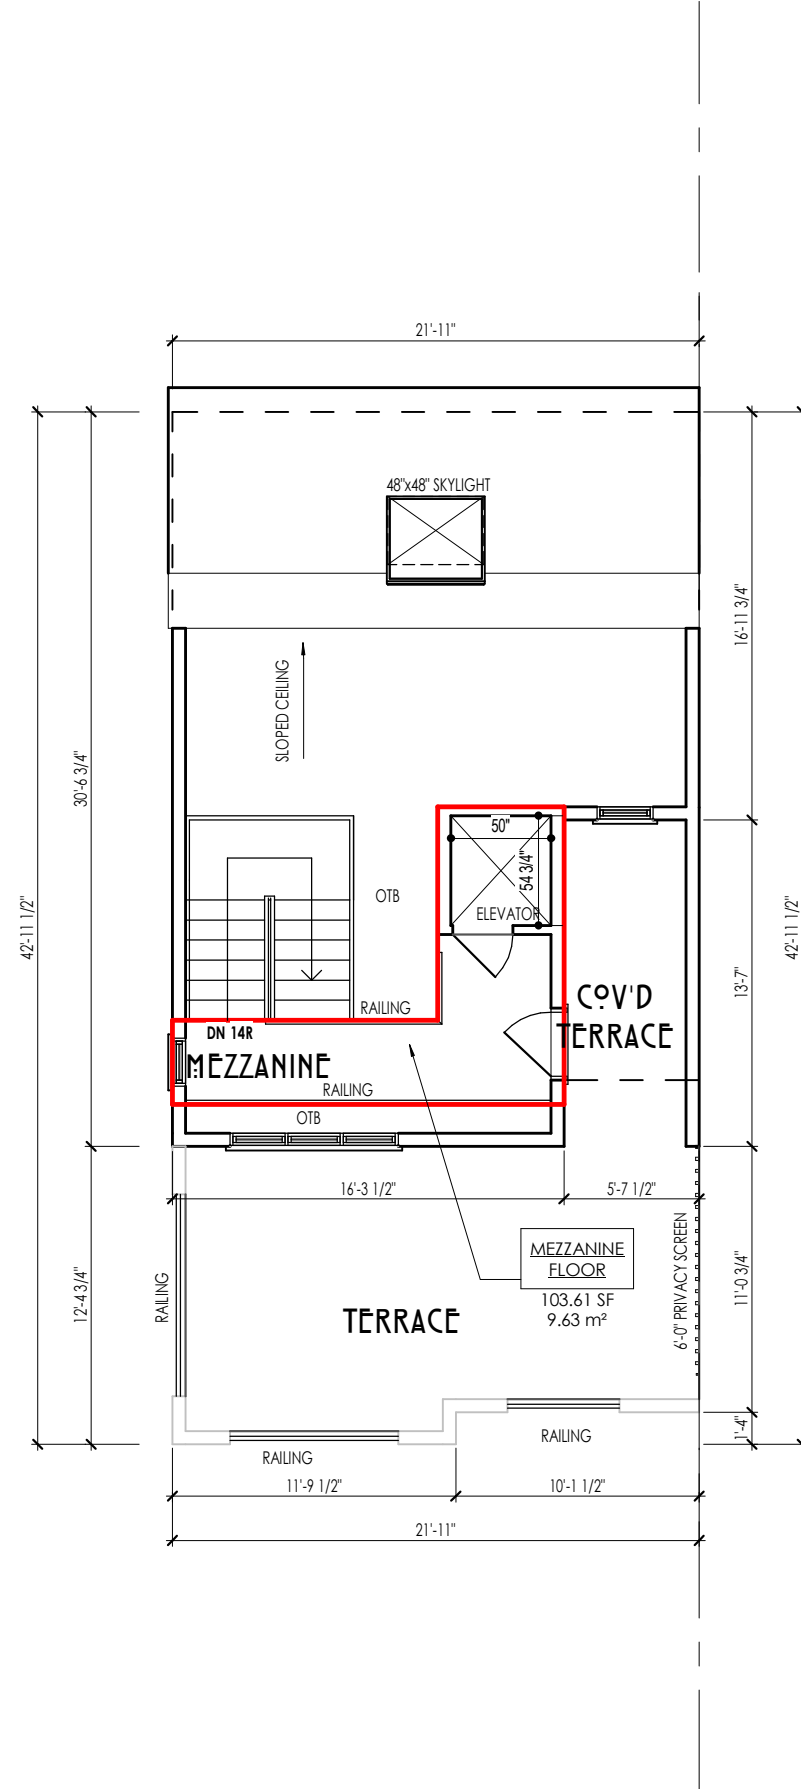 21'-11"
48"x48" SKYLIGHT
16'-11 3/4"
SLOPED CEILING
30'-6 3/4"
50"
54 3/4"
OTB
ELEVATOR
42'-11 1/2"
42'-11 1/2"
13'-7"
COV'D
TERRACE
RAILING
DN 14R
MEZZANINE
RAILING
OTB
16'-3 1/2"
5'-7 1/2"
MEZZANINE
FLOOR
103.61 SF
9.63 m²
6'-0" PRIVACY SCREEN
11'-0 3/4"
12'-4 3/4"
RAILING
TERRACE
1'-4"
RAILING
RAILING
11'-9 1/2"
10'-1 1/2"
21'-11"